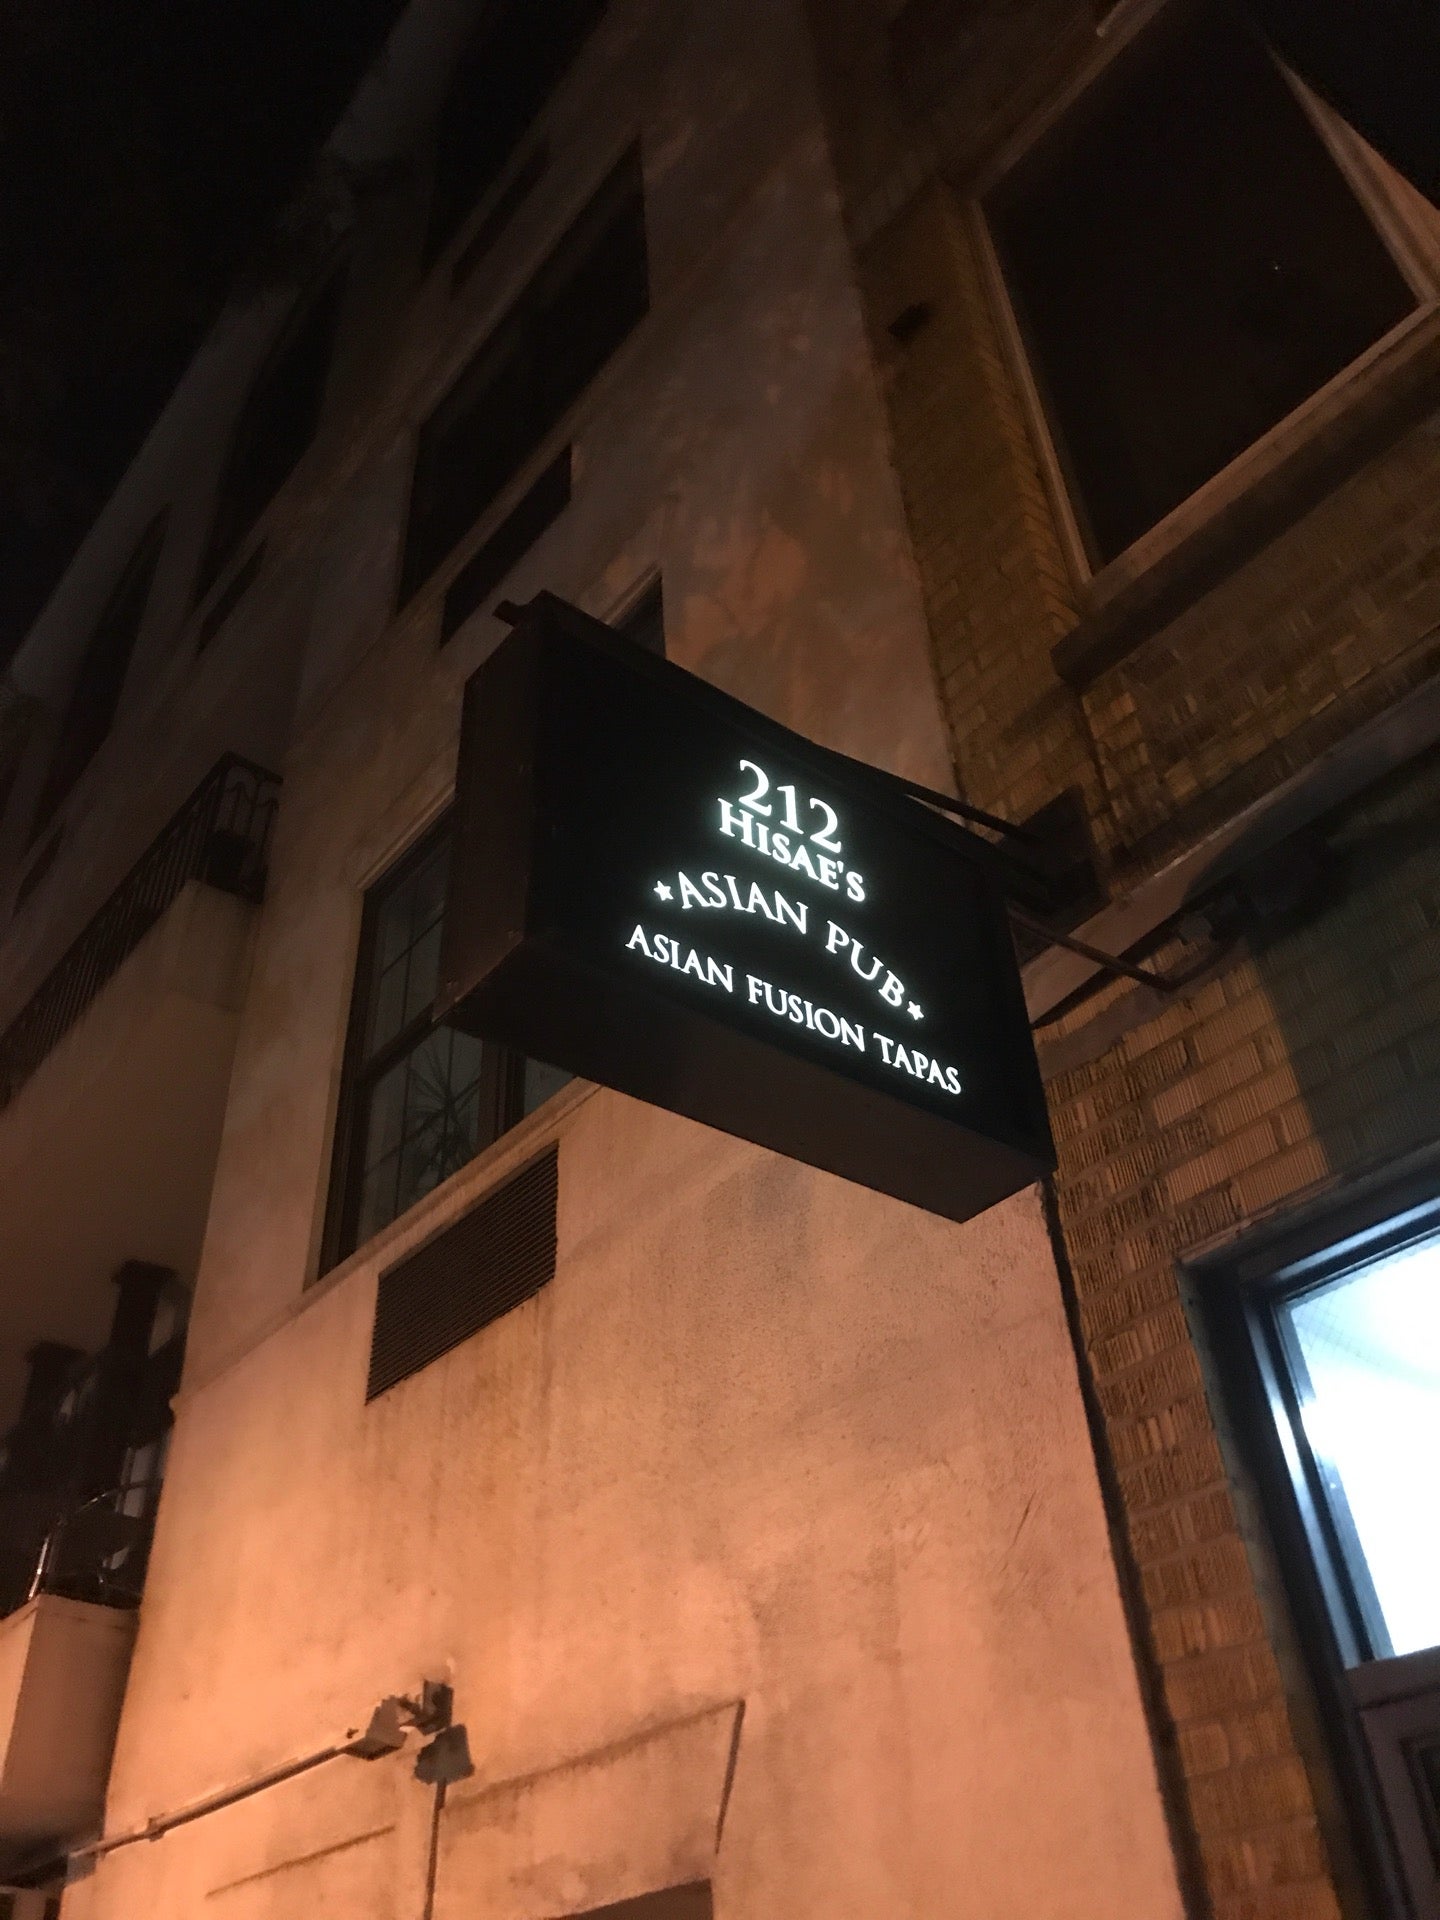 212
HISAE'S
★ASIAN PUB★
ASIAN FUSION TAPAS